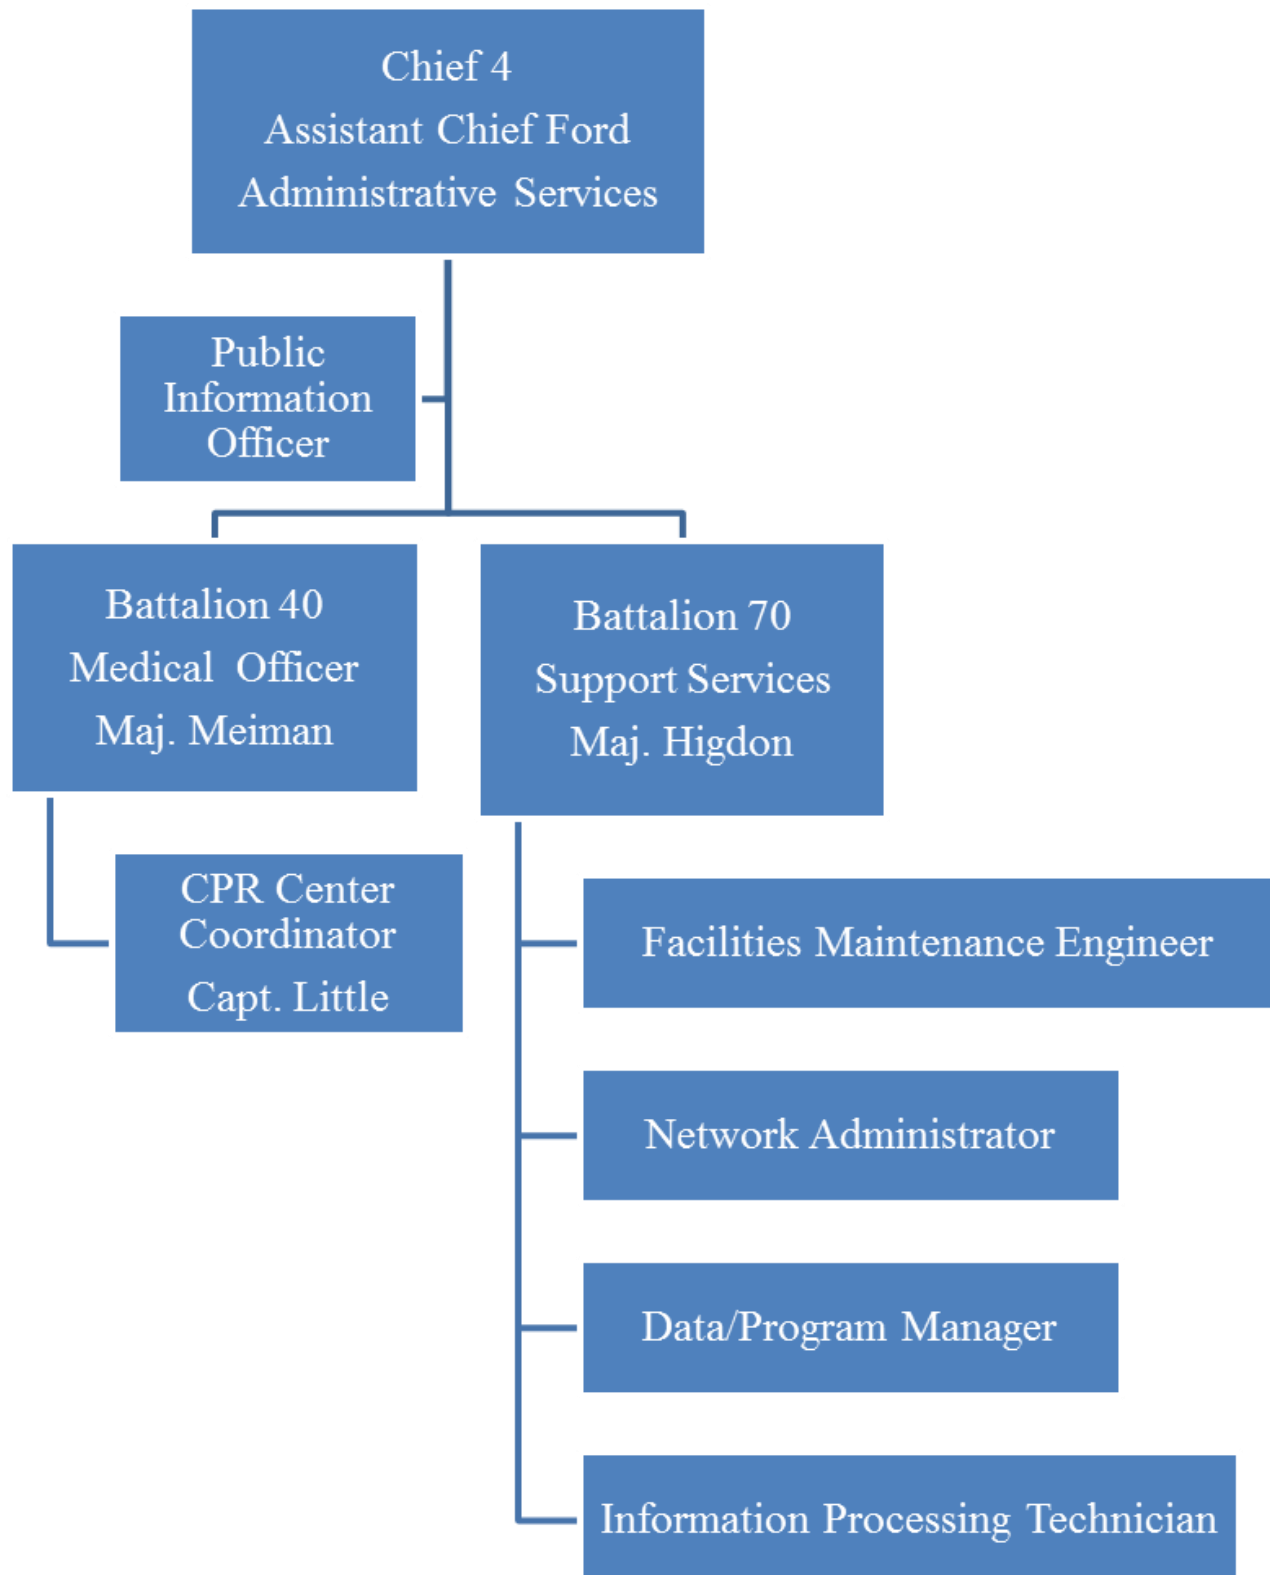 Chief 4
Assistant Chief Ford
Administrative Services
Public
Information
Officer
Battalion 40
Medical Officer
Maj. Meiman
Battalion 70
Support Services
Maj. Higdon
CPR Center
Coordinator
Capt. Little
Facilities Maintenance Engineer
Network Administrator
Data/Program Manager
Information Processing Technician